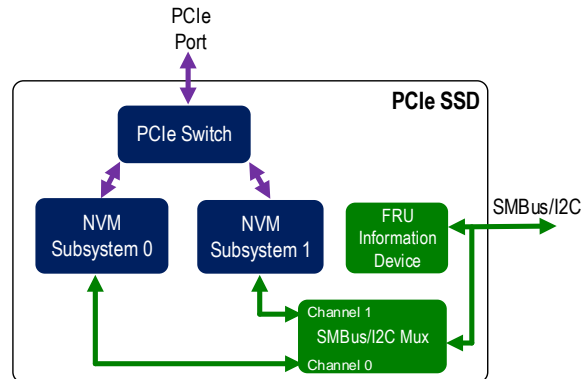 PCIe
Port
PCIe SSD
PCIe Switch
SMBus/I2C
NVM
Subsystem 0
NVM
Subsystem 1
FRU
Information
Device
Channel 1
SMBus/I2C Mux
Channel 0